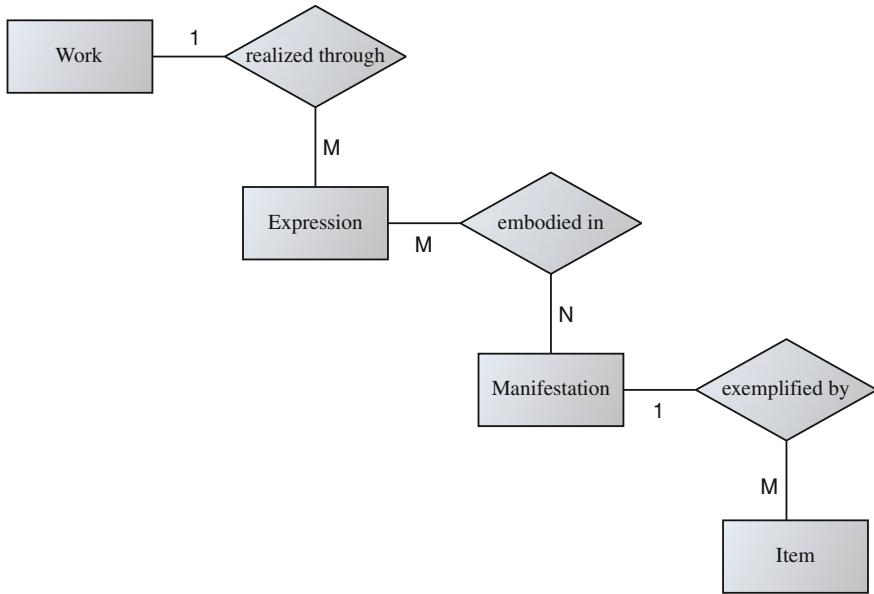 Work
1
realized through
M
Expression
M
embodied in
N
Manifestation
1
exemplified by
M
Item